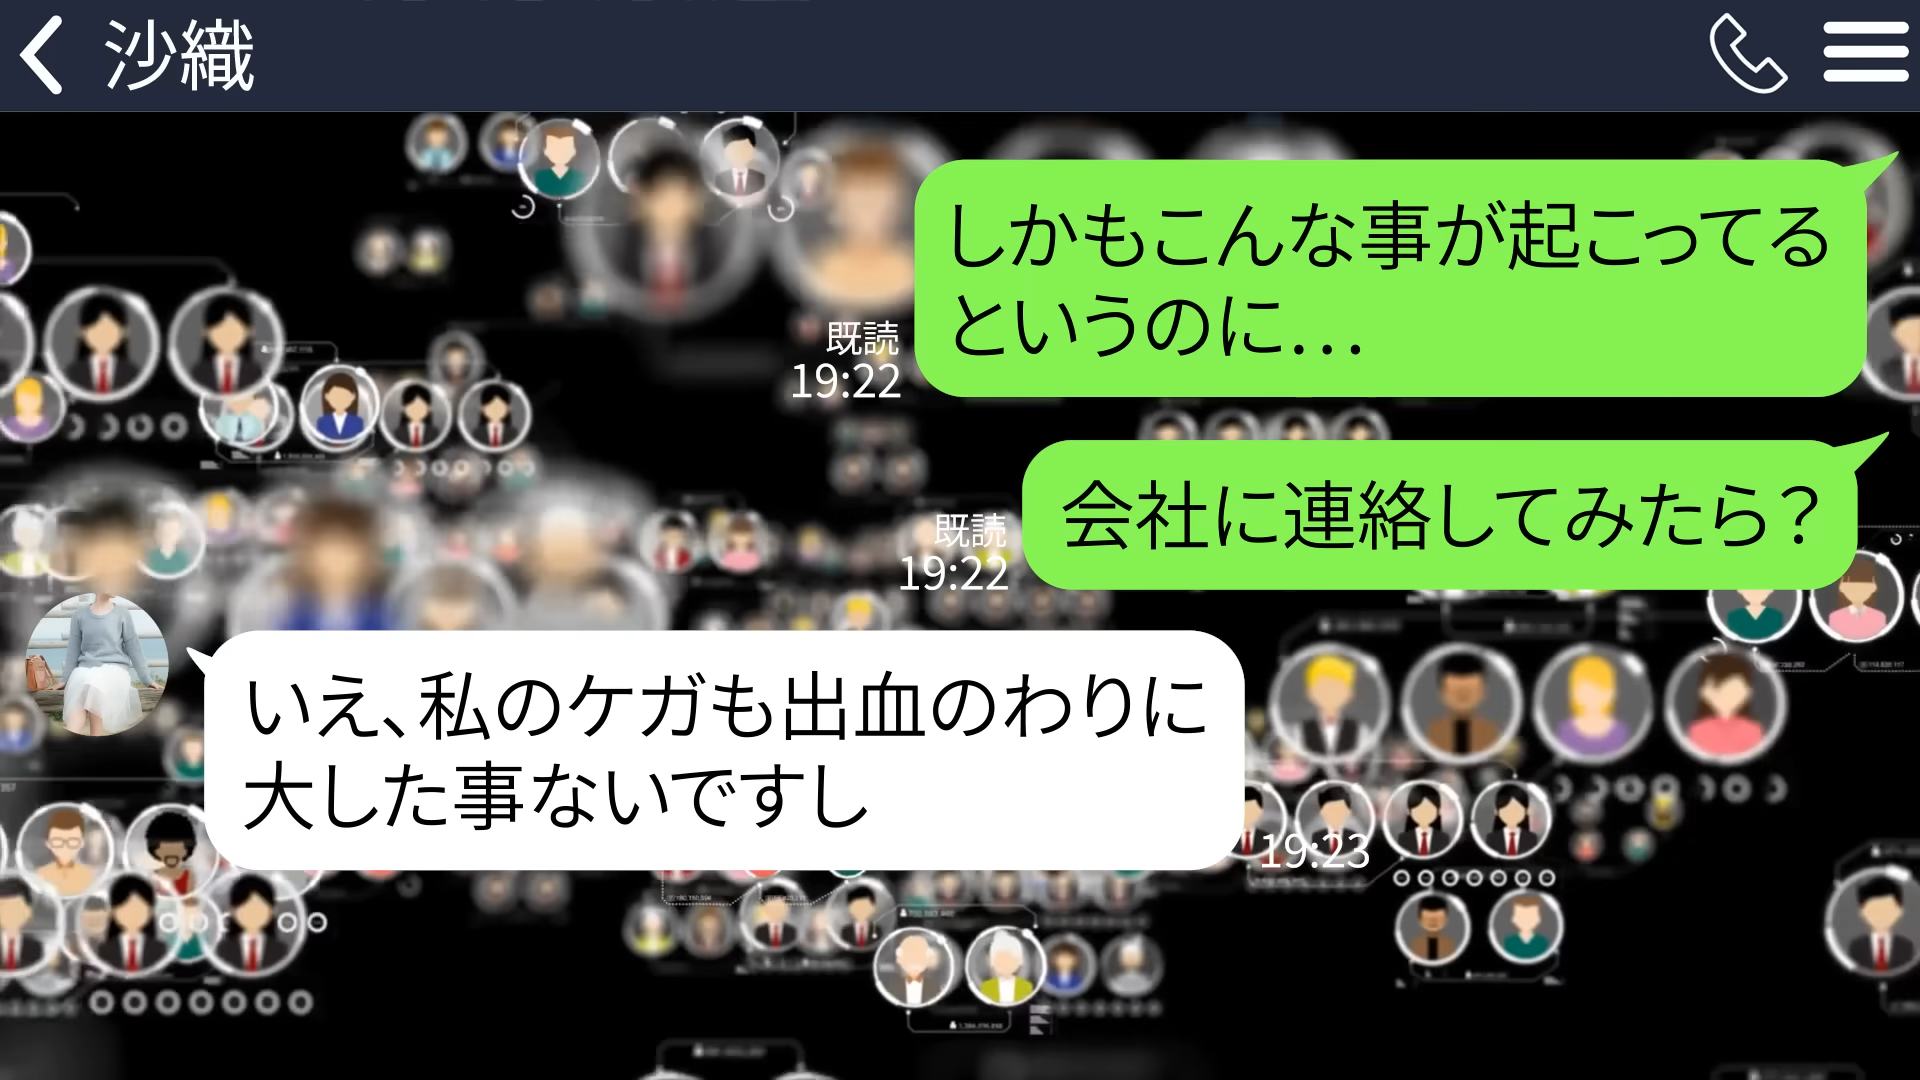 沙織
しかもこんな事が起こってる
というのに…
既読
19:22
会社に連絡してみたら？
既読
19:22
いえ、私のケガも出血のわりに
大した事ないですし
19:23